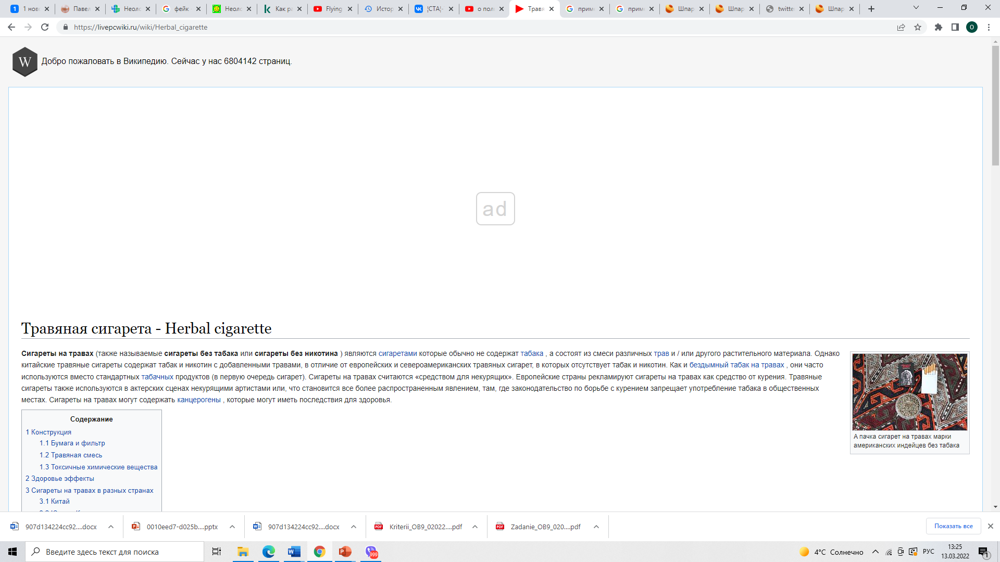 1 нов
Павел
Неоло
фейк
Неоло
Как ра
Flying
Истор
¦СТА¦-
о пол
Травя
прим
прим
Шпар
Шпар
twitte
Шпар
https://livepcwiki.ru/wiki/Herbal_cigarette
O
W
Добро пожаловать в Википедию. Сейчас у нас 6804142 страниц.
ad
Травяная сигарета - Herbal cigarette
Сигареты на травах (также называемые сигареты без табака или сигареты без никотина ) являются сигаретами которые обычно не содержат табака , а состоят из смеси различных трав и / или другого растительного материала. Однако
китайские травяные сигареты содержат табак и никотин с добавленными травами, в отличие от европейских и североамериканских травяных сигарет, в которых отсутствует табак и никотин. Как и бездымный табак на травах , они часто
используются вместо стандартных табачных продуктов (в первую очередь сигарет). Сигареты на травах считаются «средством для некурящих». Европейские страны рекламируют сигареты на травах как средство от курения. Травяные
сигареты также используются в актерских сценах некурящими артистами или, что становится все более распространенным явлением, там, где законодательство по борьбе с курением запрещает употребление табака в общественных
местах. Сигареты на травах могут содержать канцерогены , которые могут иметь последствия для здоровья.
А пачка сигарет на травах марки
американских индейцев без табака
Содержание
1 Конструкция
1.1 Бумага и фильтр
1.2 Травяная смесь
1.3 Токсичные химические вещества
2 Здоровье эффекты
3 Сигареты на травах в разных странах
3.1 Китай
907d134224cc92....docx
0010eed7-d025b....pptx
907d134224cc92....docx
Kriterii_OB9_02022....pdf
Zadanie_OB9_020....pdf
Показать все
Введите здесь текст для поиска
999
4°C Солнечно
РУС
13:25
13.03.2022
1